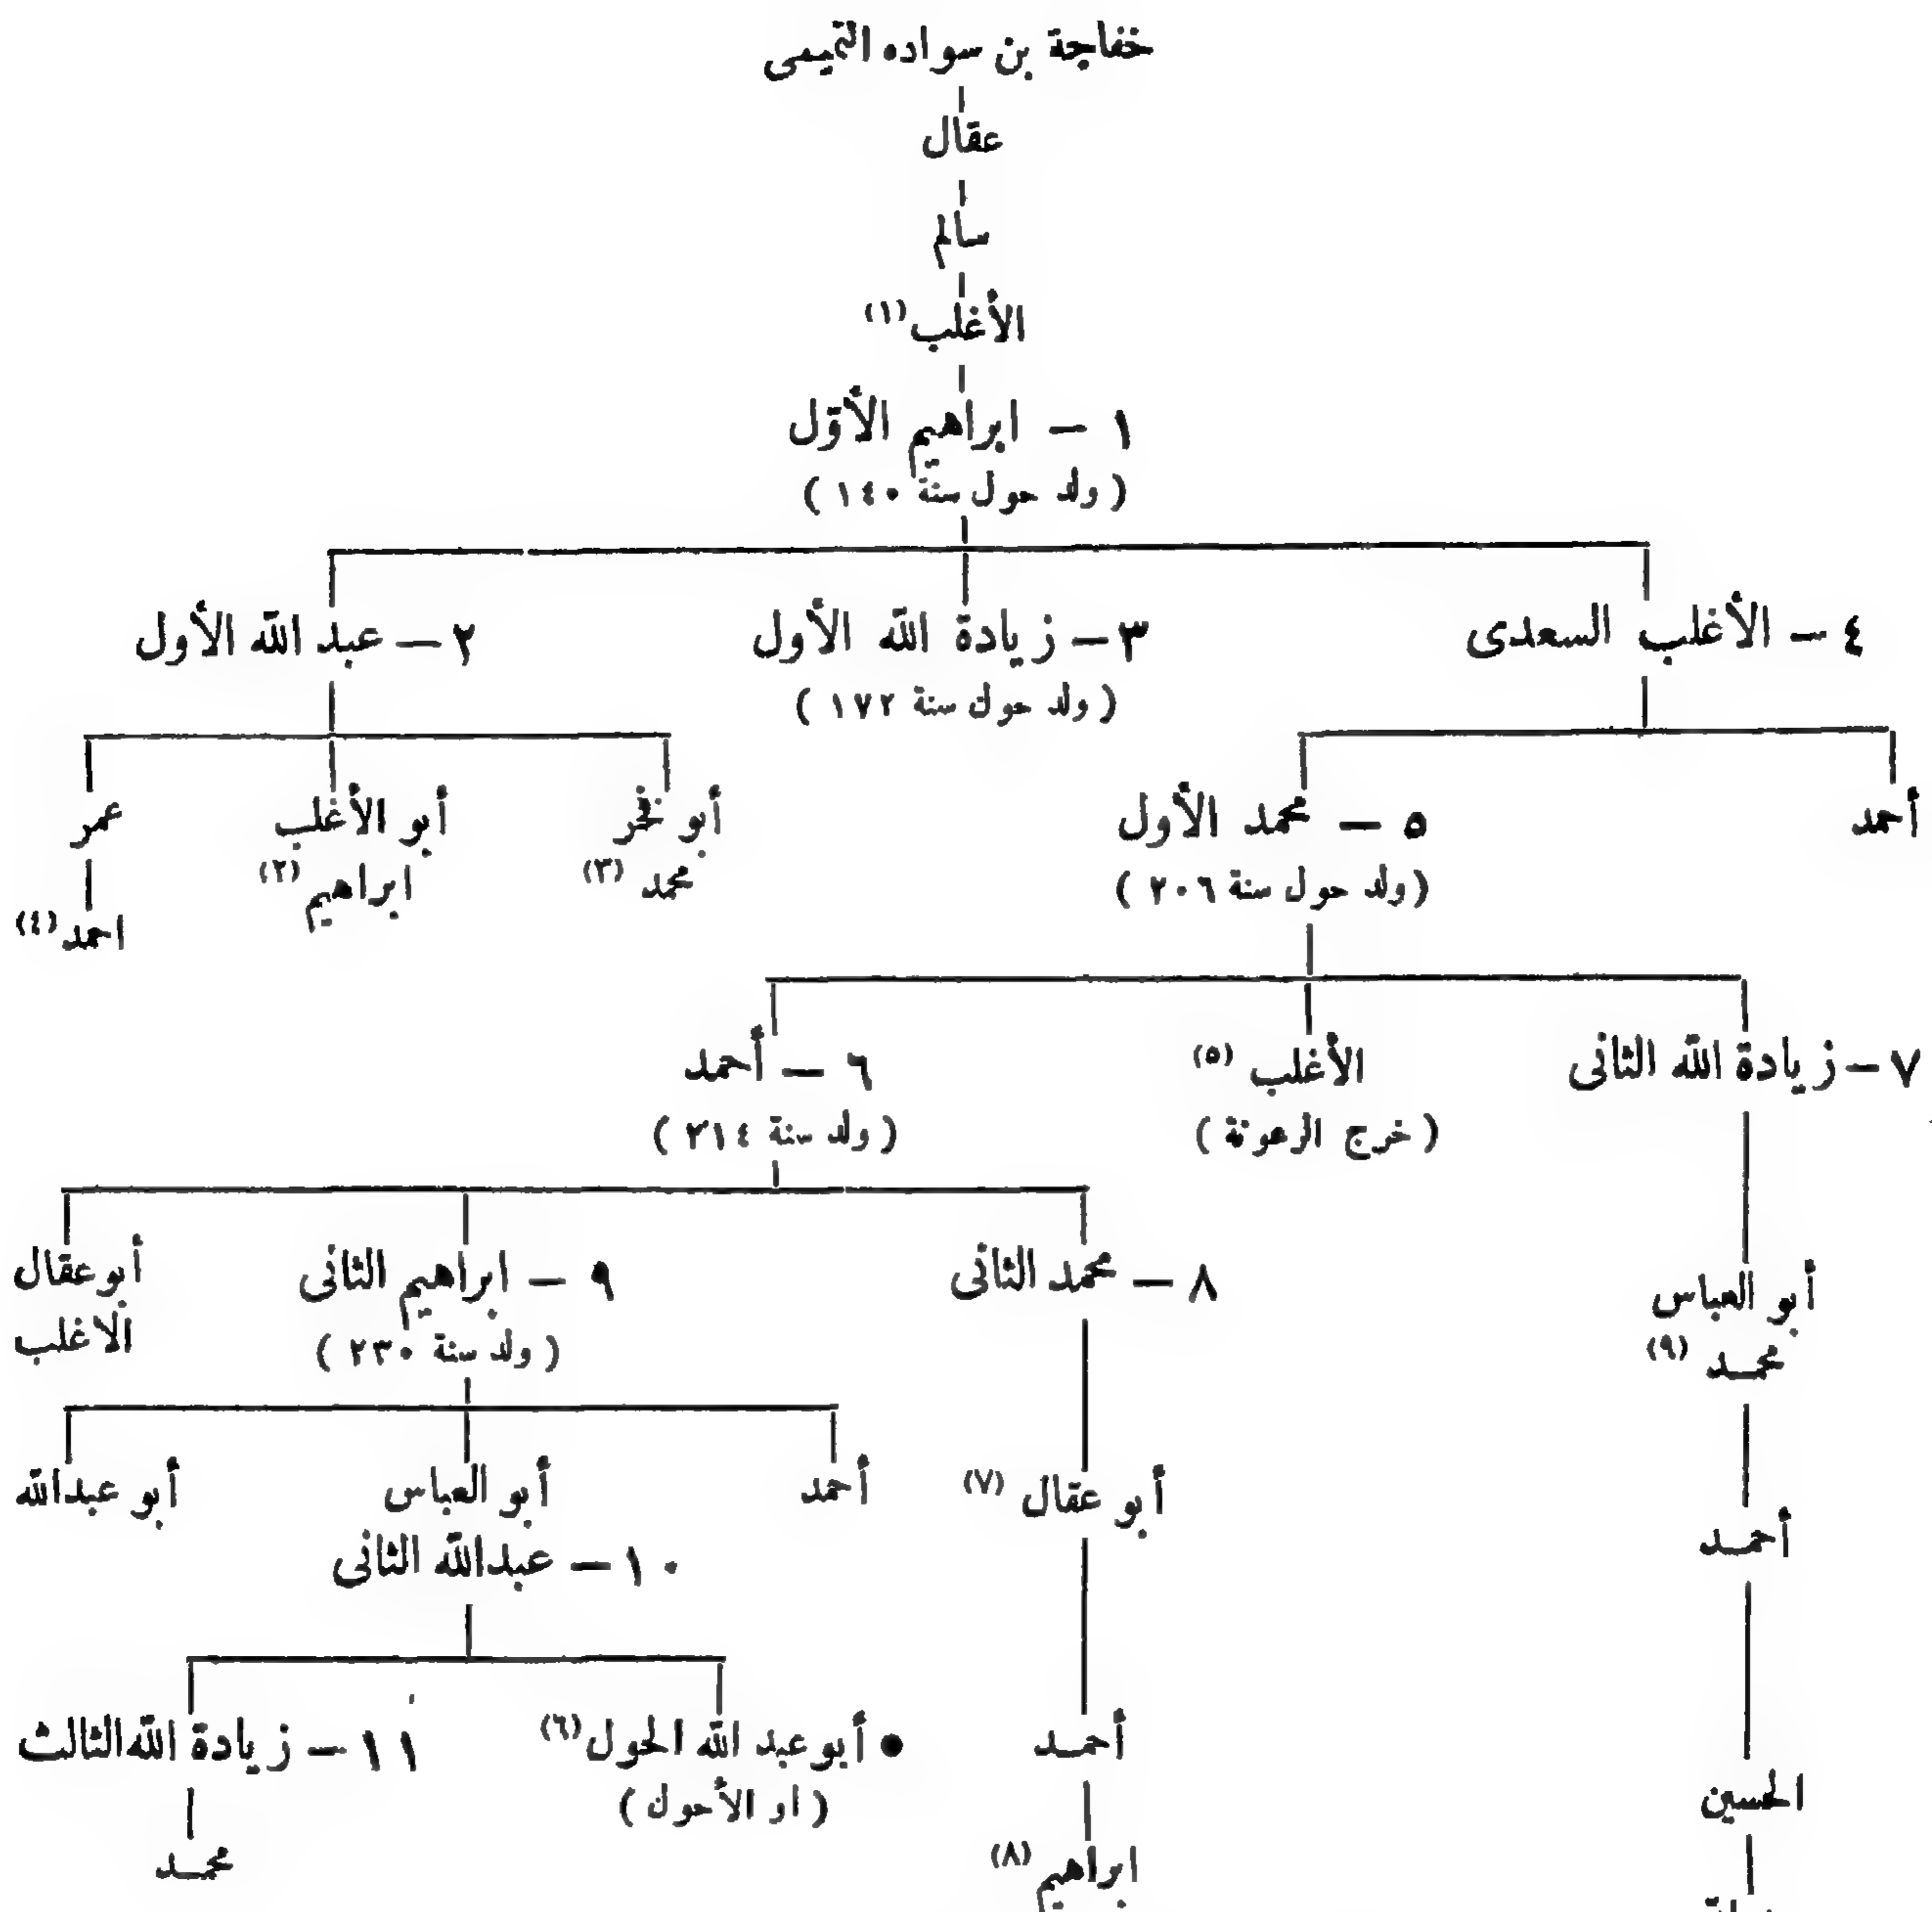 خفاجة بن سواده التميمى
عقال
سالم
الأغلب (١)
١ – ابراهيم الأوّل
( ولد حول سنة ١٤٠ )
٤ – الأغلب السعدى
٣ – زيادة الله الأول
٢ – عبد الله الأول
( ولد حول سنة ١٧٢ )
أحمد
٥ – محمد الأول
أبو فخر
أبو الأغلب
عمر
( ولد حول سنة ٢٠٦ )
محمد (٣)
ابراهيم (٢)
احمد (٤)
٧ – زيادة الله الثانى
الأغلب (٥)
٦ – أحمد
( خرج الرعونة )
( ولد سنة ٢١٤ )
أبو العباس
٨ – محمد الثانى
٩ – ابراهيم الثانى
أبو عقال
محمد (٩)
( ولد سنة ٢٣٠ )
الاغلب
أحمد
أبو عقال (٧)
أحمد
أبو العباس
أبو عبدالله
١٠ – عبدالله الثانى
الحسين
أحمد
● أبو عبد الله الحول (٦)
١١ – زيادة الله الثالث
( او الأحول )
ابراهيم (٨)
محمد